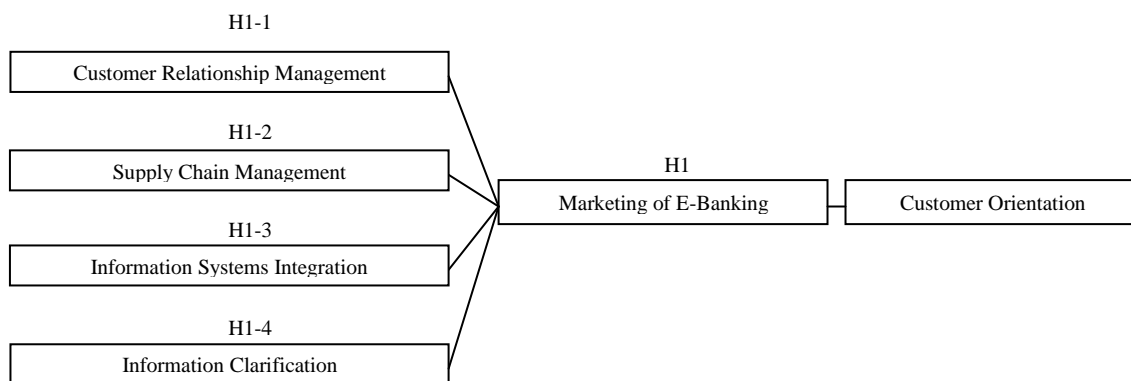 H1-1
Customer Relationship Management
H1-2
Supply Chain Management
H1
Marketing of E-Banking
Customer Orientation
H1-3
Information Systems Integration
H1-4
Information Clarification